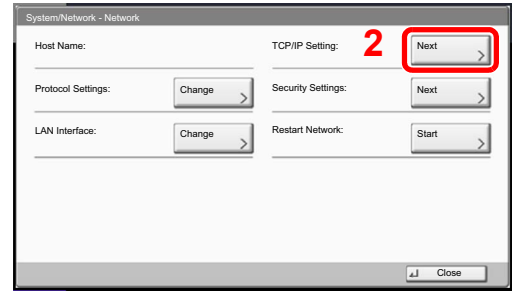 System/Network - Network
Host Name:
TCP/IP Setting:
2
Next
Protocol Settings:
Change
Security Settings:
Next
LAN Interface:
Change
Restart Network:
Start
Close